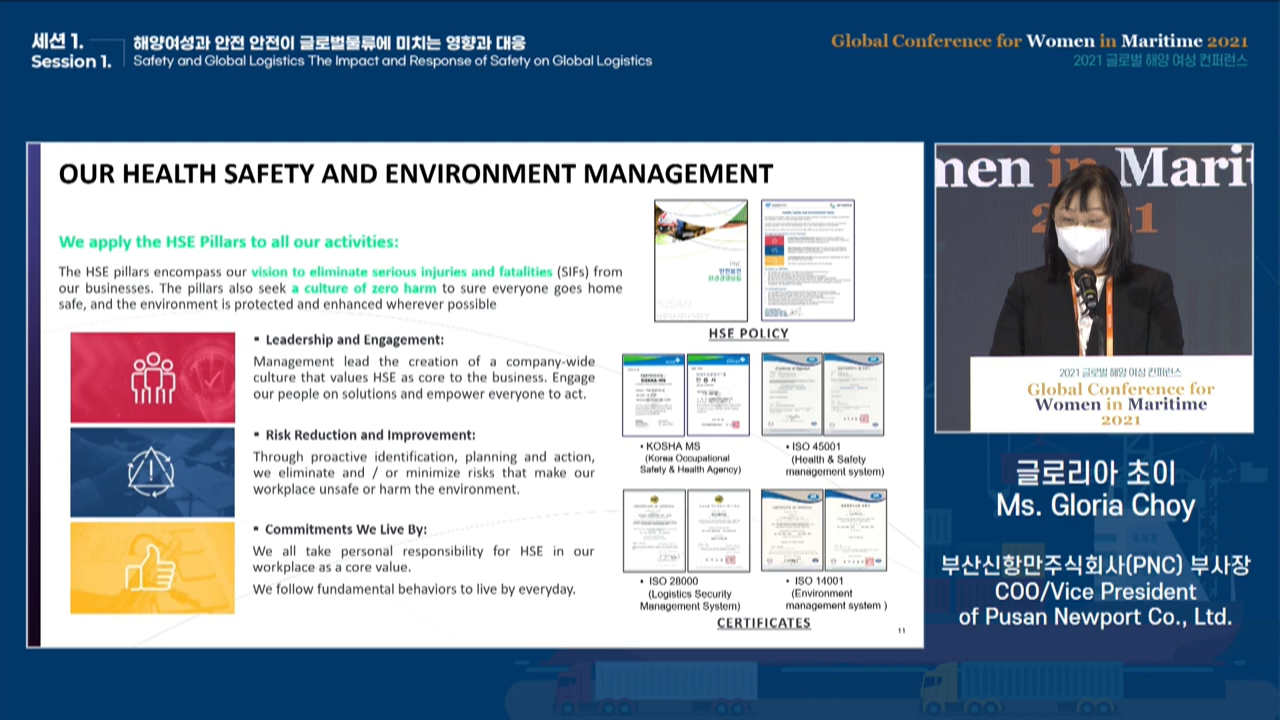 세션 1.
Session 1.
해양여성과 안전 안전이 글로벌물류에 미치는 영향과 대응
Safety and Global Logistics The Impact and Response of Safety on Global Logistics
Global Conference for Women in Maritime 2021
2021 글로벌 해양 여성 컨퍼런스
OUR HEALTH SAFETY AND ENVIRONMENT MANAGEMENT
We apply the HSE Pillars to all our activities:
The HSE pillars encompass our vision to eliminate serious injuries and fatalities (SIFs) from
our businesses. The pillars also seek a culture of zero harm to sure everyone goes home
safe, and the environment is protected and enhanced wherever possible
▪ Leadership and Engagement:
Management lead the creation of a company-wide
culture that values HSE as core to the business. Engage
our people on solutions and empower everyone to act.
▪ Risk Reduction and Improvement:
Through proactive identification, planning and action,
we eliminate and / or minimize risks that make our
workplace unsafe or harm the environment.
▪ Commitments We Live By:
We all take personal responsibility for HSE in our
workplace as a core value.
We follow fundamental behaviors to live by everyday.
PNC
PUSAN
NEWPORT
HSE POLICY
KOSHA-MS
인 증 서
• KOSHA MS
(Korea Occupational
Safety & Health Agency)
• ISO 45001
(Health & Safety
management system)
• ISO 28000
(Logistics Security
Management System)
• ISO 14001
(Environment
management system )
CERTIFICATES
11
men in Marit
2021
2021 글로벌 해양 여성 컨퍼런스
Global Conference for
Women in Maritime
2021
글로리아 초이
Ms. Gloria Choy
부산신항만주식회사(PNC) 부사장
COO/Vice President
of Pusan Newport Co., Ltd.